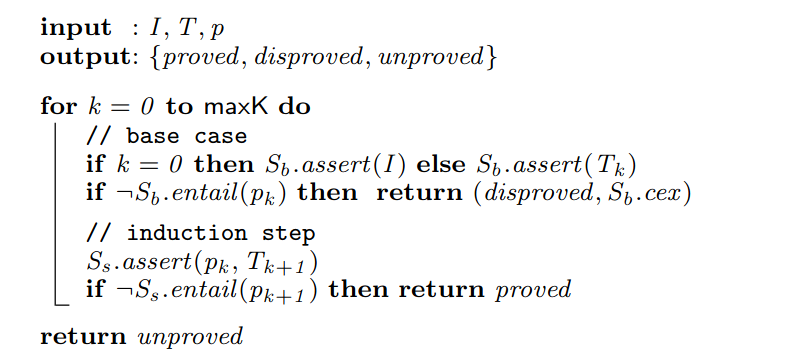 input : I, T, p
output: {proved, disproved, unproved}
for k = 0 to maxK do
// base case
if k = 0 then S_b.assert(I) else S_b.assert(T_k)
if ¬S_b.entail(p_k) then return (disproved, S_b.cex)
// induction step
S_s.assert(p_k, T_{k+1})
if ¬S_s.entail(p_{k+1}) then return proved
return unproved